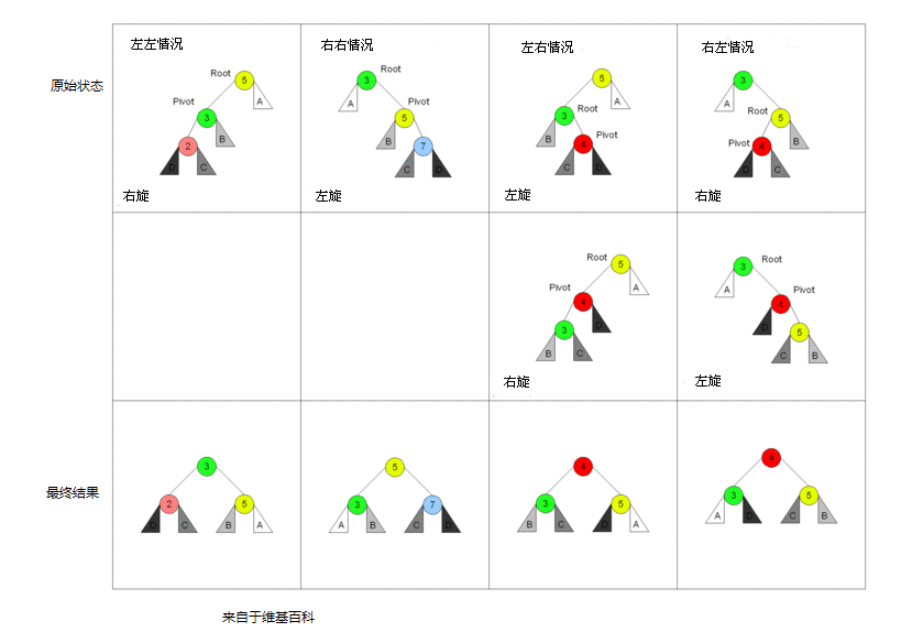 左左情况 右右情况 左右情况 右左情况
原始状态
Root 5 A Pivot 3 B 2 D C
Root 3 A Pivot 5 B 7 C D
5 A 3 Root B Pivot 4 C D
3 A Root 5 B Pivot 4 D C
右旋 左旋 左旋 右旋
Root 5 A Pivot 4 D 3 B C
3 Root A Pivot 4 D 5 C B
右旋 左旋
最终结果
3 2 5 D C B A
5 3 7 A B C D
4 3 5 B C D A
4 3 5 A D C B
来自于维基百科